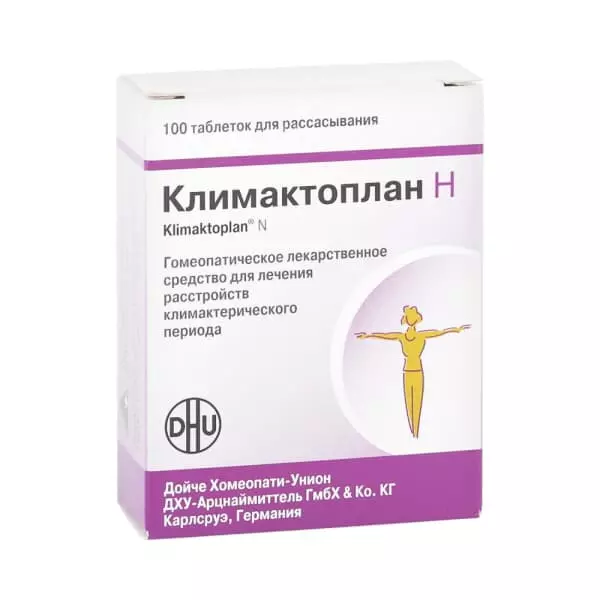 100 таблеток для рассасывания
Климактоплан Н
Klimaktoplan® N
Гомеопатическое лекарственное
средство для лечения
расстройств
климактерического
периода
DHU
Дойче Хомеопати-Унион
ДХУ-Арцнаймиттель ГмбХ & Ко. КГ
Карлсруэ, Германия